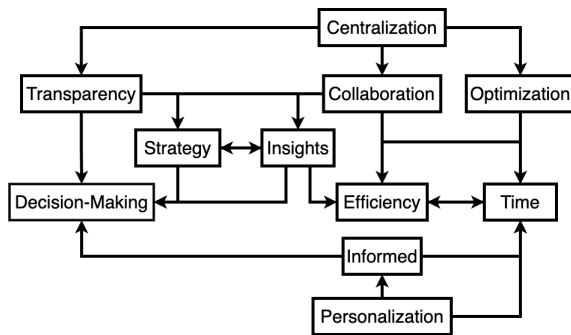 Centralization
Transparency
Collaboration
Optimization
Strategy
Insights
Decision-Making
Efficiency
Time
Informed
Personalization